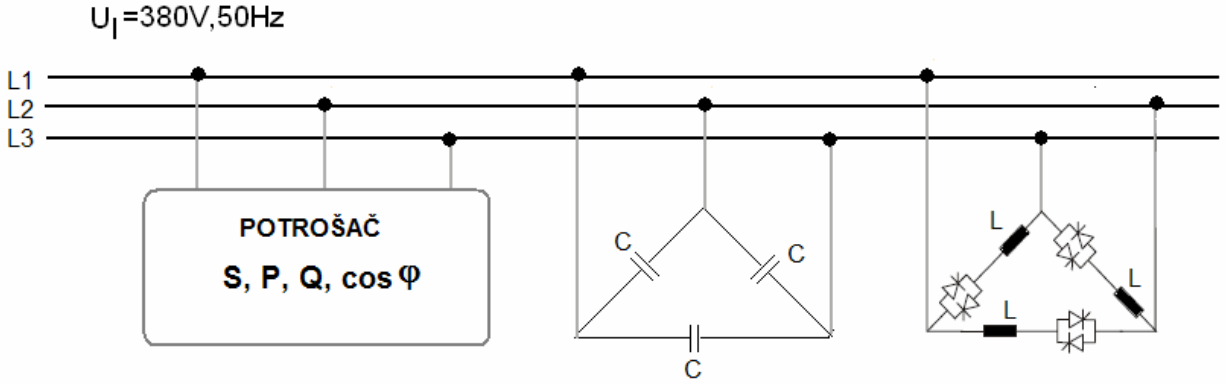 U_l=380V,50Hz
L1
L2
L3
POTROŠAČ
S, P, Q, cos φ
C
C
C
L
L
L